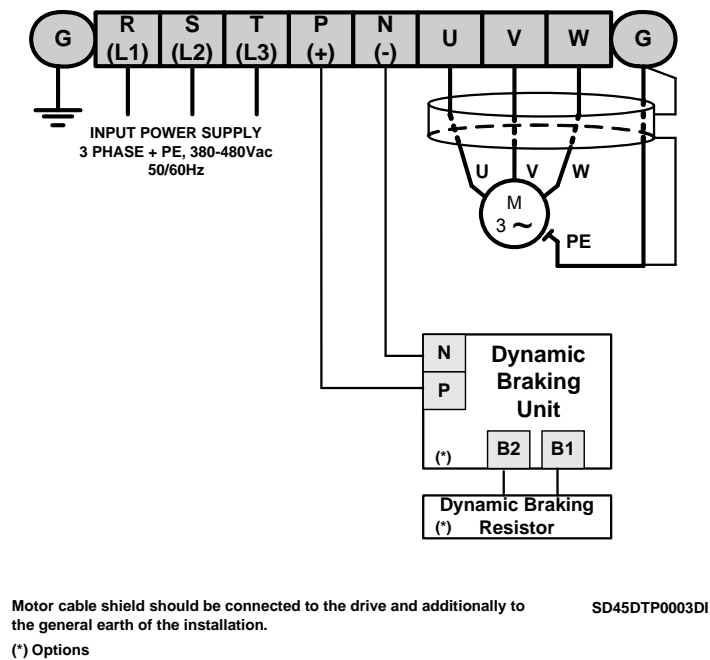 G R (L1) S (L2) T (L3) P (+) N (-) U V W G
INPUT POWER SUPPLY
3 PHASE + PE, 380-480Vac
50/60Hz
U V W
M
3 ~
PE
N
P
Dynamic
Braking
Unit
(*)
B2 B1
Dynamic Braking
(*) Resistor
Motor cable shield should be connected to the drive and additionally to
the general earth of the installation.
SD45DTP0003DI
(*) Options